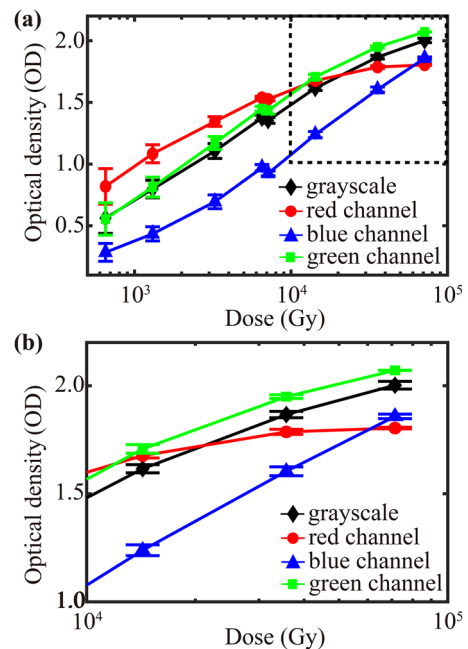 (a)
2.0
1.5
1.0
0.5
Optical density (OD)
grayscale
red channel
blue channel
green channel
10³
10⁴
10⁵
Dose (Gy)
(b)
2.0
1.5
1.0
Optical density (OD)
grayscale
red channel
blue channel
green channel
10⁴
10⁵
Dose (Gy)